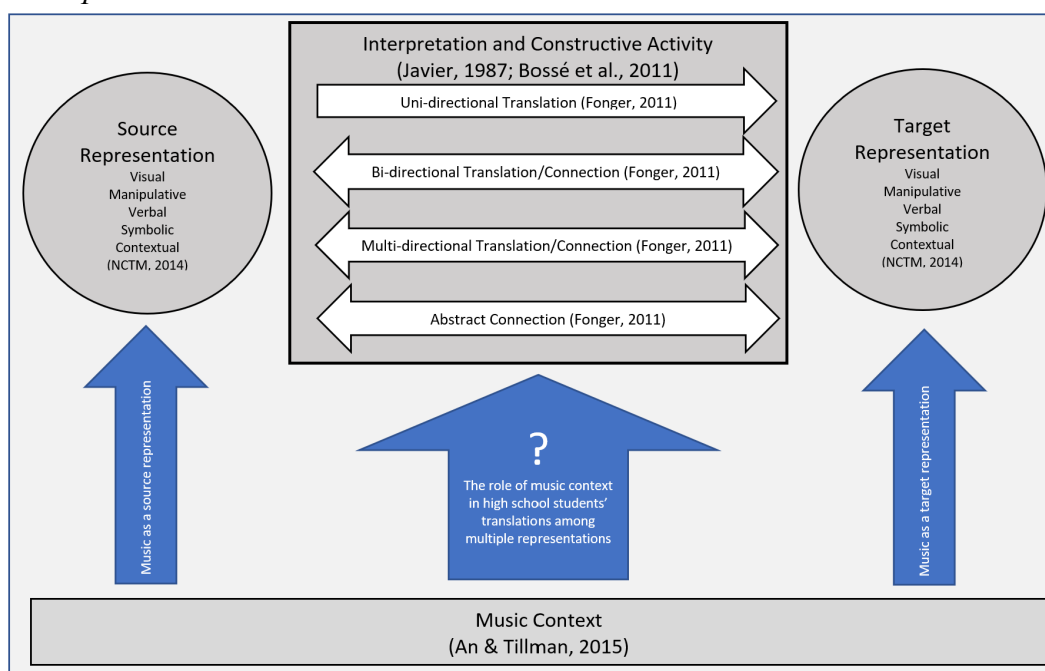 Interpretation and Constructive Activity
(Javier, 1987; Bossé et al., 2011)
Uni-directional Translation (Fonger, 2011)
Bi-directional Translation/Connection (Fonger, 2011)
Multi-directional Translation/Connection (Fonger, 2011)
Abstract Connection (Fonger, 2011)
Source
Representation
Visual
Manipulative
Verbal
Symbolic
Contextual
(NCTM, 2014)
Target
Representation
Visual
Manipulative
Verbal
Symbolic
Contextual
(NCTM, 2014)
Music as a source representation
?
The role of music context
in high school students'
translations among
multiple representations
Music as a target representation
Music Context
(An & Tillman, 2015)